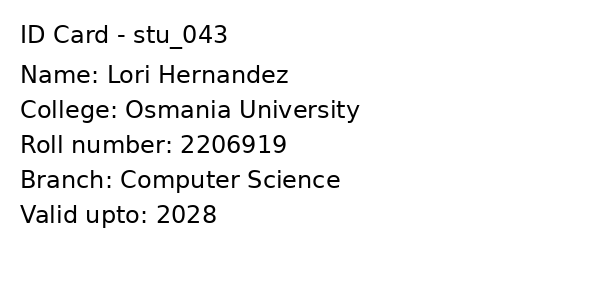 ID Card - stu_043
Name: Lori Hernandez
College: Osmania University
Roll number: 2206919
Branch: Computer Science
Valid upto: 2028